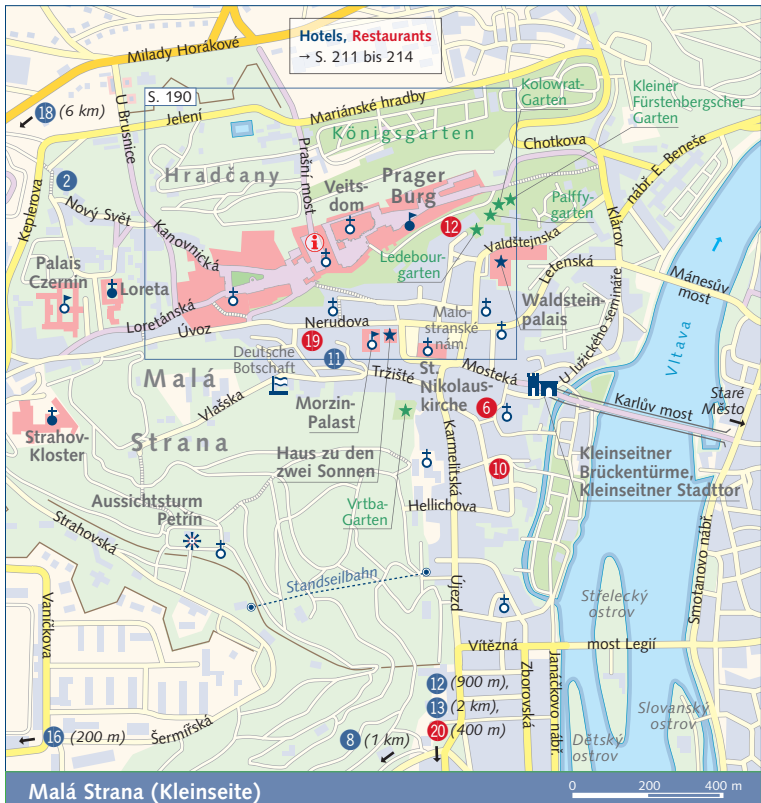 Hotels, Restaurants
→ S. 211 bis 214
Milady Horákové
Kolowrat-
Garten
Kleiner
Fürstenbergscher
Garten
S. 190
18 (6 km)
U Brusnice
Jelení
Mariánské hradby
Königsgarten
Chotkova
nábř. E. Beneše
Keplerova
2
Hradčany
Prašní most
Veits-
dom
Prager
Burg
Palffy-
garten
Klárov
Nový Svět
Kanovnická
i
12
Valdštejnska
Ledebour-
garten
Letenská
Palais
Czernin
Loreta
Mánesův
most
Waldstein-
palais
Loretánská
Úvoz
Nerudova
Malo-
stranské
nám.
U lužického semináře
Vltava
19
11
Deutsche
Botschaft
Malá
Strana
Tržiště
St.
Nikolaus-
kirche
Mosteká
Karlův most
Staré
Město
Vlašska
Morzin-
Palast
6
Strahov-
Kloster
Haus zu den
zwei Sonnen
Karmelitská
10
Kleinseitner
Brückentürme,
Kleinseitner Stadttor
Aussichtsturm
Petřín
Vrtba-
Garten
Hellichova
Strahovská
Smotanovo nábř.
Standseilbahn
Újezd
Střelecký
ostrov
Vaníčkova
Vítězná
most Legií
12 (900 m),
13 (2 km),
20 (400 m)
Zborovská
Janáčkovo nábř.
Slovanský
ostrov
16 (200 m)
Šermířská
8 (1 km)
Dětský
ostrov
Malá Strana (Kleinseite)
0 200 400 m